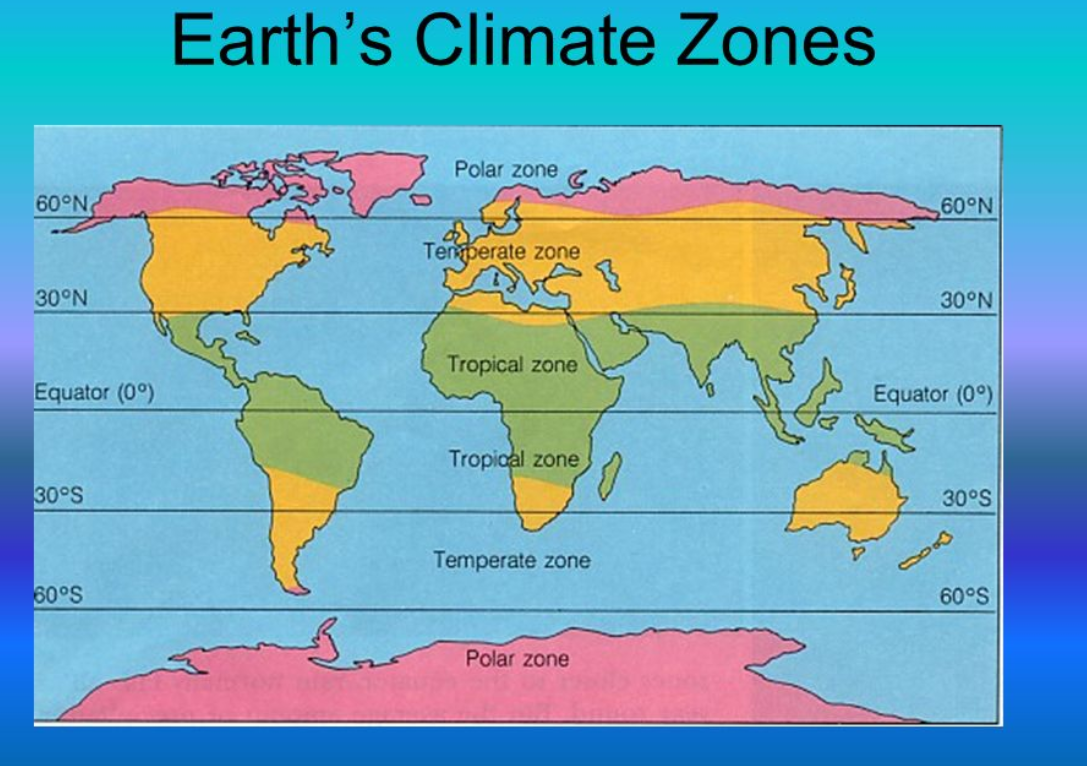 Earth’s Climate Zones
Polar zone
60°N 60°N
Temperate zone
30°N 30°N
Tropical zone
Equator (0°) Equator (0°)
Tropical zone
30°S 30°S
Temperate zone
60°S 60°S
Polar zone